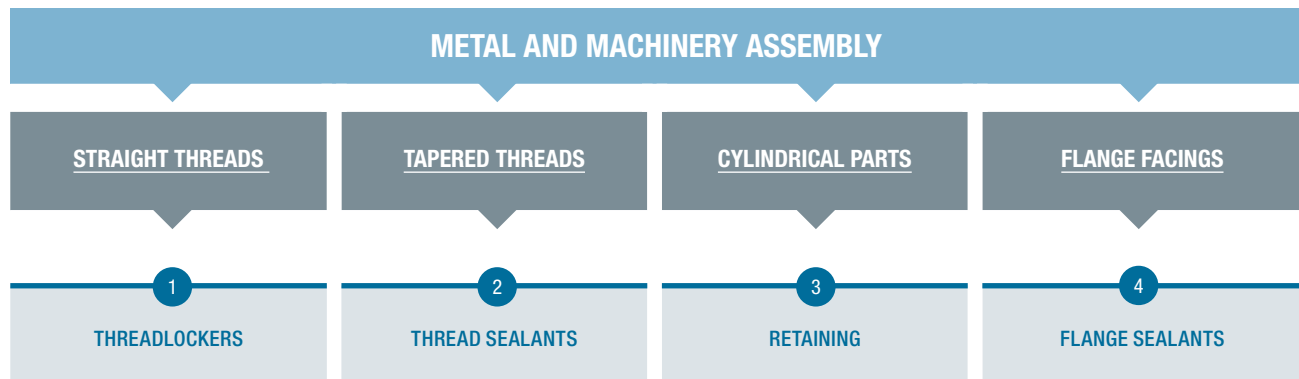 METAL AND MACHINERY ASSEMBLY
STRAIGHT THREADS
TAPERED THREADS
CYLINDRICAL PARTS
FLANGE FACINGS
1
2
3
4
THREADLOCKERS
THREAD SEALANTS
RETAINING
FLANGE SEALANTS